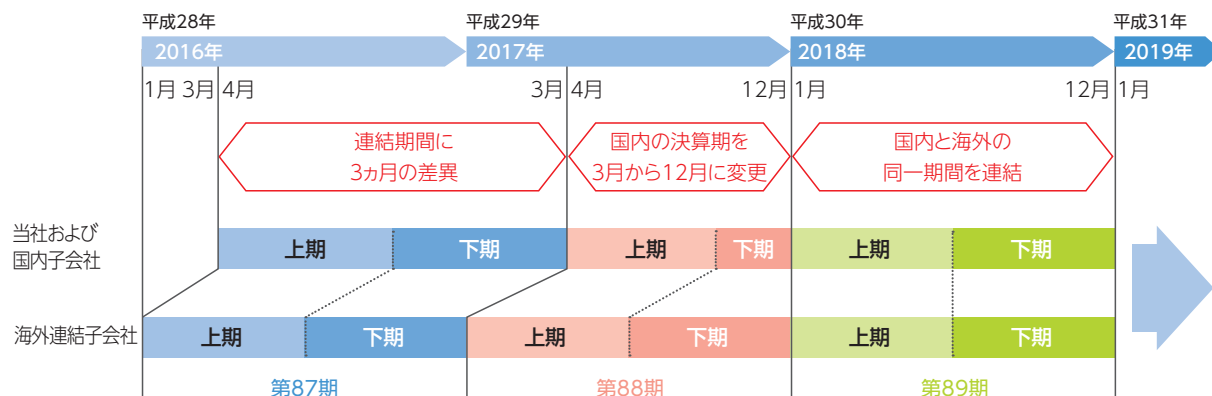 平成28年 平成29年 平成30年 平成31年
2016年 2017年 2018年 2019年
1月 3月 4月 3月 4月 12月 1月 12月 1月
連結期間に
3ヵ月の差異
国内の決算期を
3月から12月に変更
国内と海外の
同一期間を連結
当社および
国内子会社
上期 下期 上期 下期 上期 下期
海外連結子会社
上期 下期 上期 下期 上期 下期
第87期 第88期 第89期